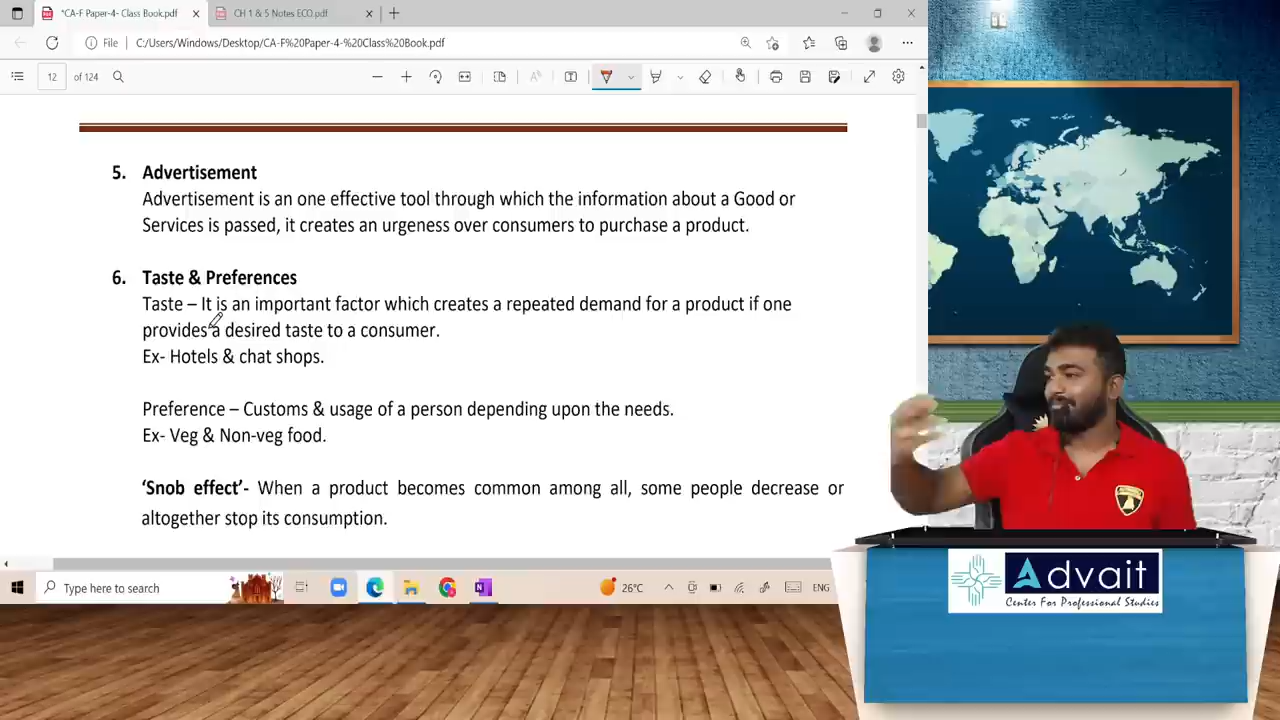 *CA-F Paper-4- Class Book.pdf
CH 1 & 5 Notes ECO.pdf
File
C:/Users/Windows/Desktop/CA-F%20Paper-4-%20Class%20Book.pdf
12 of 124
5. Advertisement
Advertisement is an one effective tool through which the information about a Good or
Services is passed, it creates an urgeness over consumers to purchase a product.
6. Taste & Preferences
Taste – It is an important factor which creates a repeated demand for a product if one
provides a desired taste to a consumer.
Ex- Hotels & chat shops.
Preference – Customs & usage of a person depending upon the needs.
Ex- Veg & Non-veg food.
‘Snob effect’- When a product becomes common among all, some people decrease or
altogether stop its consumption.
Type here to search
26°C
ENG
Advait
Center For Professional Studies